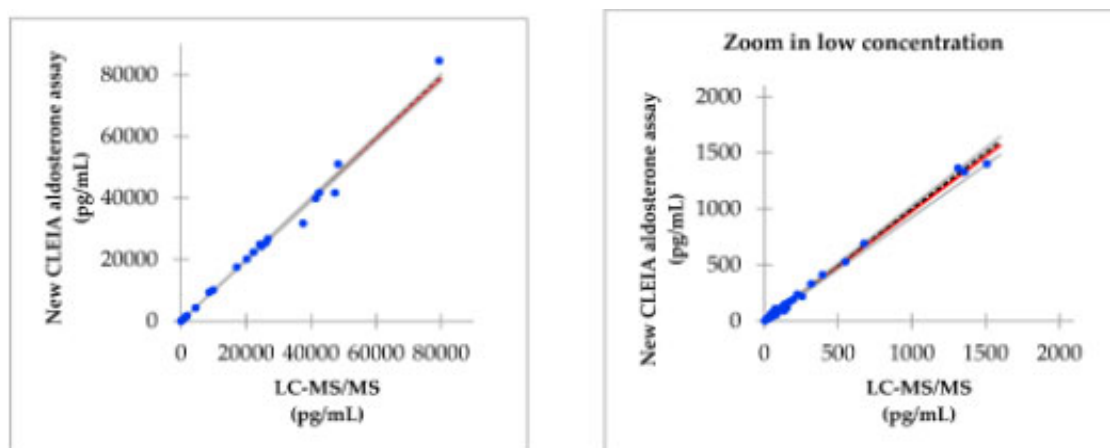 New CLEIA aldosterone assay
(pg/mL)
80000
60000
40000
20000
0
0 20000 40000 60000 80000
LC-MS/MS
(pg/mL)
Zoom in low concentration
New CLEIA aldosterone assay
(pg/mL)
2000
1500
1000
500
0
0 500 1000 1500 2000
LC-MS/MS
(pg/mL)